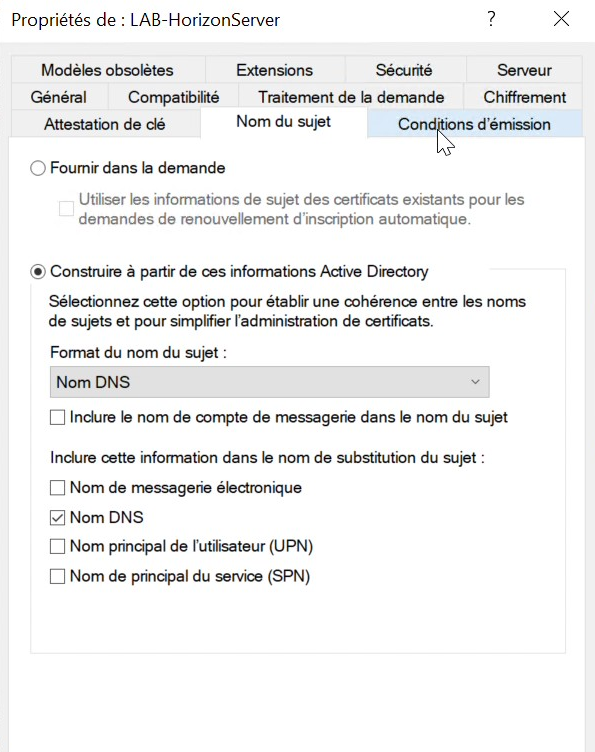 Propriétés de : LAB-HorizonServer ?
Modèles obsolètes Extensions Sécurité Serveur
Général Compatibilité Traitement de la demande Chiffrement
Attestation de clé Nom du sujet Conditions d'émission
Fournir dans la demande
Utiliser les informations de sujet des certificats existants pour les
demandes de renouvellement d'inscription automatique.
Construire à partir de ces informations Active Directory
Sélectionnez cette option pour établir une cohérence entre les noms
de sujets et pour simplifier l'administration de certificats.
Format du nom du sujet :
Nom DNS
Inclure le nom de compte de messagerie dans le nom du sujet
Inclure cette information dans le nom de substitution du sujet :
Nom de messagerie électronique
Nom DNS
Nom principal de l'utilisateur (UPN)
Nom de principal du service (SPN)